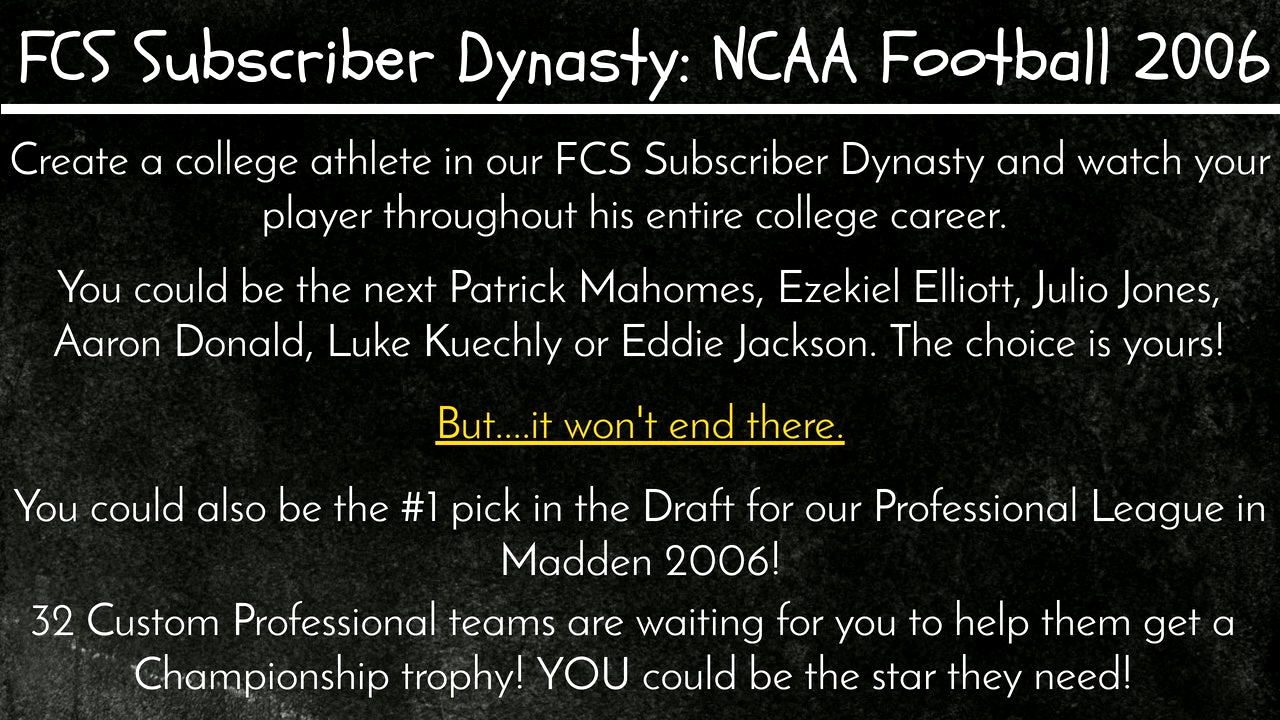 FCS Subscriber Dynasty: NCAA Football 2006
Create a college athlete in our FCS Subscriber Dynasty and watch your
player throughout his entire college career.
You could be the next Patrick Mahomes, Ezekiel Elliott, Julio Jones,
Aaron Donald, Luke Kuechly or Eddie Jackson. The choice is yours!
But....it won't end there.
You could also be the #1 pick in the Draft for our Professional League in
Madden 2006!
32 Custom Professional teams are waiting for you to help them get a
Championship trophy! YOU could be the star they need!